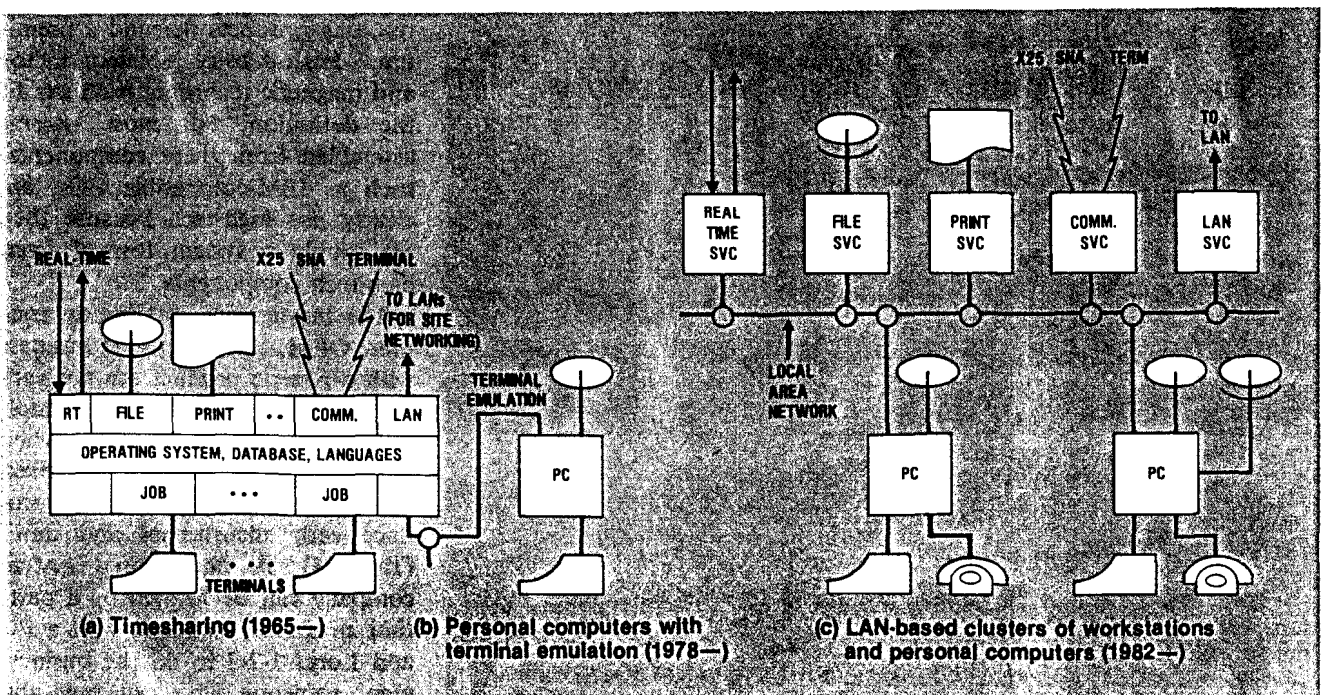 REAL-TIME
X25 SNA TERMINAL
TO LANs
(FOR SITE
NETWORKING)
RT FILE PRINT •• COMM. LAN
OPERATING SYSTEM, DATABASE, LANGUAGES
JOB ••• JOB
••• TERMINALS
(a) Timesharing (1965—)
TERMINAL
EMULATION
PC
(b) Personal computers with
terminal emulation (1978—)
X25 SNA TERM
TO
LAN
REAL
TIME
SVC
FILE
SVC
PRINT
SVC
COMM.
SVC
LAN
SVC
LOCAL
AREA
NETWORK
PC
PC
(c) LAN-based clusters of workstations
and personal computers (1982—)